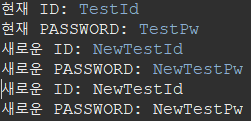 현재 ID: TestId
현재 PASSWORD: TestPw
새로운 ID: NewTestId
새로운 PASSWORD: NewTestPw
새로운 ID: NewTestId
새로운 PASSWORD: NewTestPw